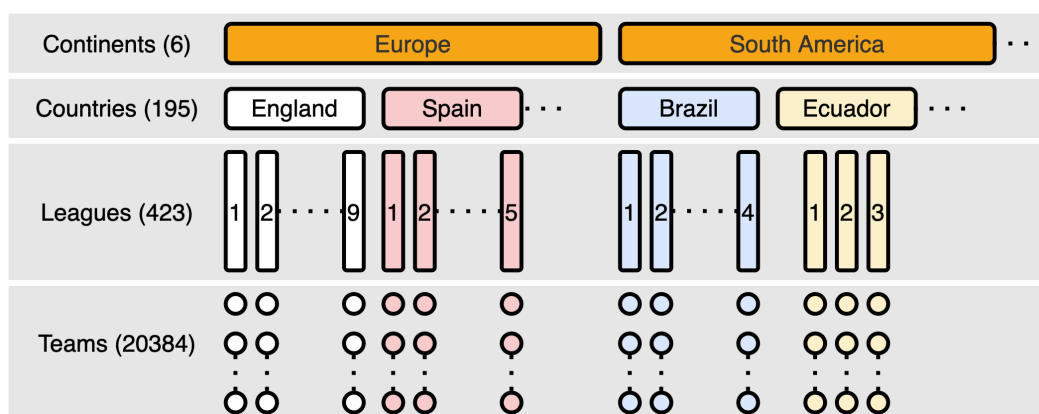 Continents (6) Europe South America ··
Countries (195) England Spain ··· Brazil Ecuador ···
Leagues (423) 1 2 ····· 9 1 2 ····· 5 1 2 ····· 4 1 2 3
Teams (20384)